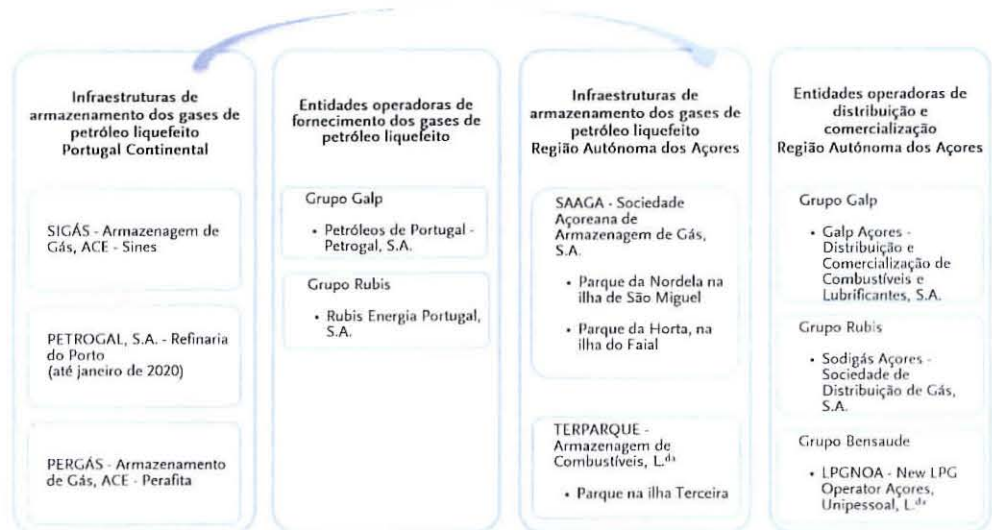 Infraestruturas de
armazenamento dos gases de
petróleo liquefeito
Portugal Continental
SIGÁS - Armazenagem de
Gás, ACE - Sines
PETROGAL, S.A. - Refinaria
do Porto
(até janeiro de 2020)
PERGÁS - Armazenamento
de Gás, ACE - Perafita
Entidades operadoras de
fornecimento dos gases de
petróleo liquefeito
Grupo Galp
• Petróleos de Portugal -
Petrogal, S.A.
Grupo Rubis
• Rubis Energia Portugal,
S.A.
Infraestruturas de
armazenamento dos gases de
petróleo liquefeito
Região Autónoma dos Açores
SAAGA - Sociedade
Açoreana de
Armazenagem de Gás,
S.A.
• Parque da Nordela na
ilha de São Miguel
• Parque da Horta, na
ilha do Faial
TERPARQUE -
Armazenagem de
Combustíveis, L.da
• Parque na ilha Terceira
Entidades operadoras de
distribuição e
comercialização
Região Autónoma dos Açores
Grupo Galp
• Galp Açores -
Distribuição e
Comercialização de
Combustíveis e
Lubrificantes, S.A.
Grupo Rubis
• Sodigás Açores -
Sociedade de
Distribuição de Gás,
S.A.
Grupo Bensaude
• LPGNOA - New LPG
Operator Açores,
Unipessoal, L.da